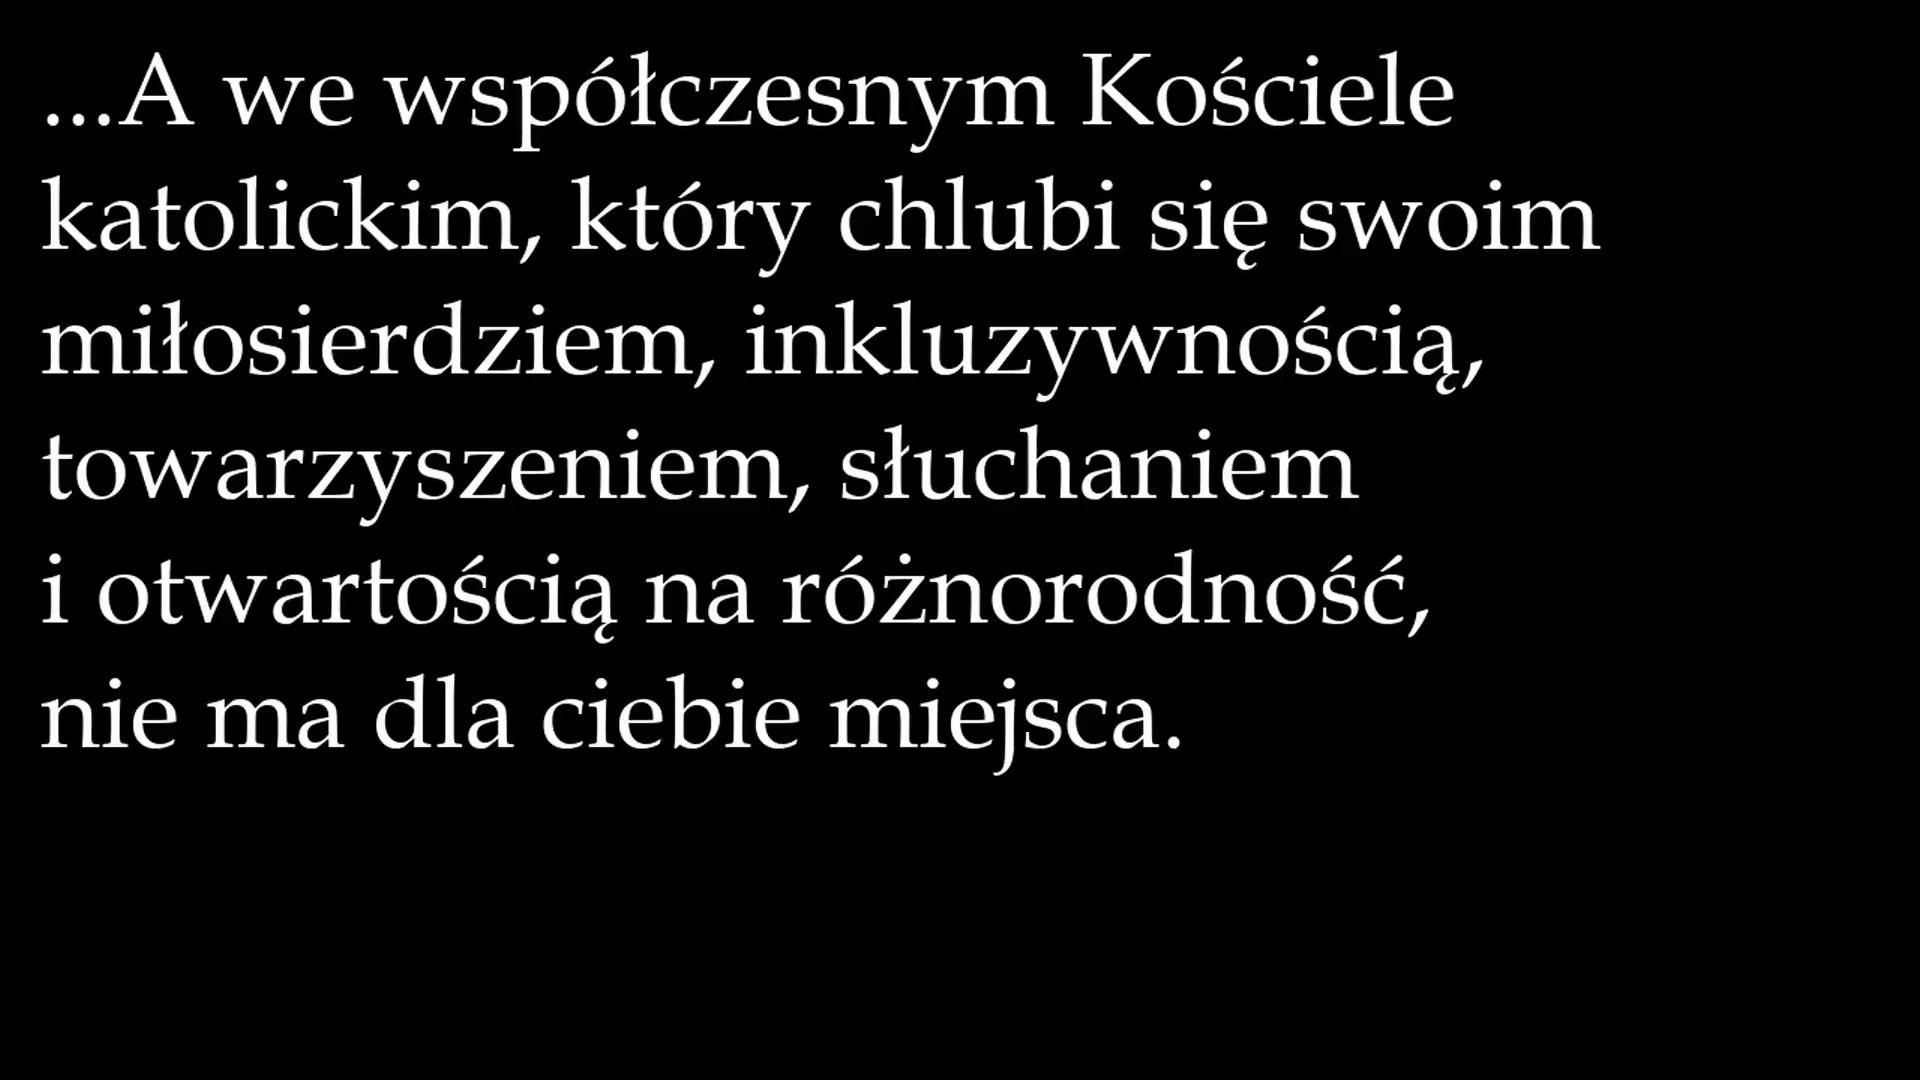 ...A we współczesnym Kościele
katolickim, który chlubi się swoim
miłosierdziem, inkluzywnością,
towarzyszeniem, słuchaniem
i otwartością na różnorodność,
nie ma dla ciebie miejsca.